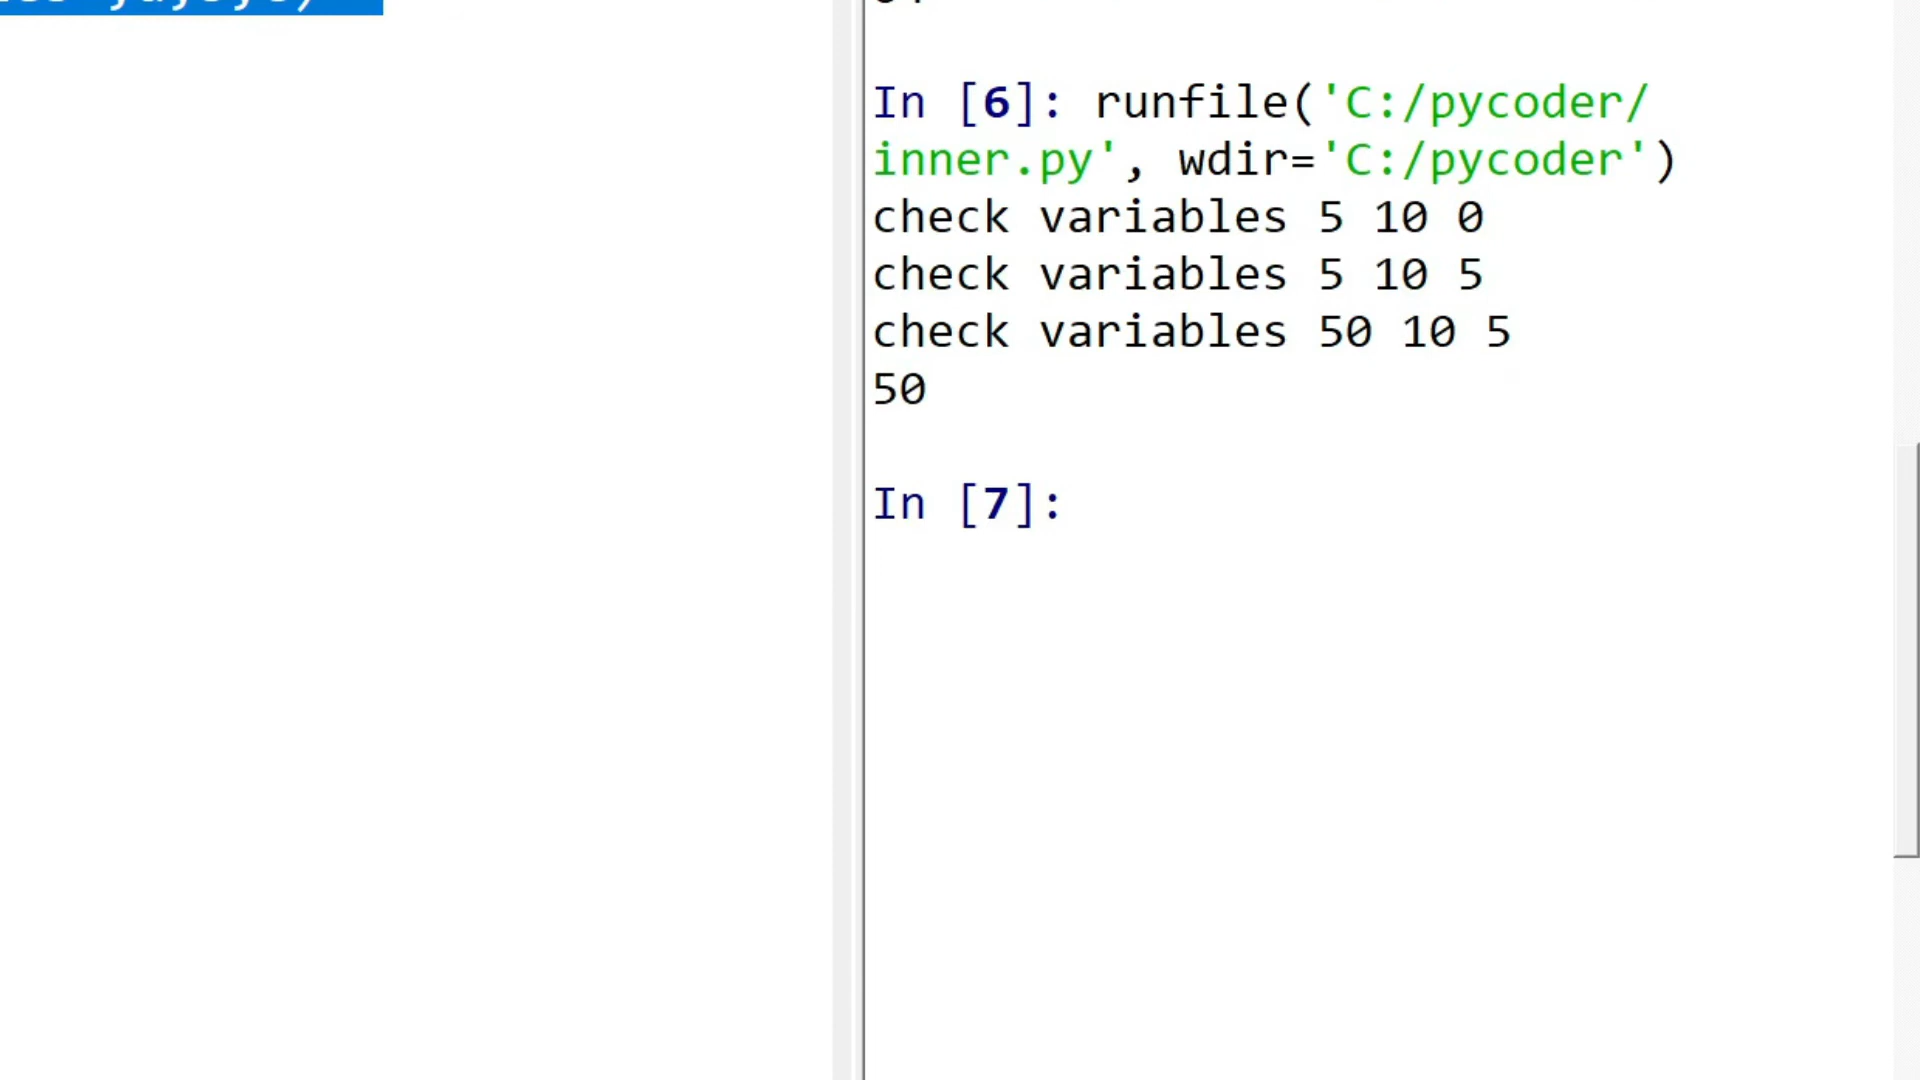 In [6]: runfile('C:/pycoder/
inner.py', wdir='C:/pycoder')
check variables 5 10 0
check variables 5 10 5
check variables 50 10 5
50
In [7]: